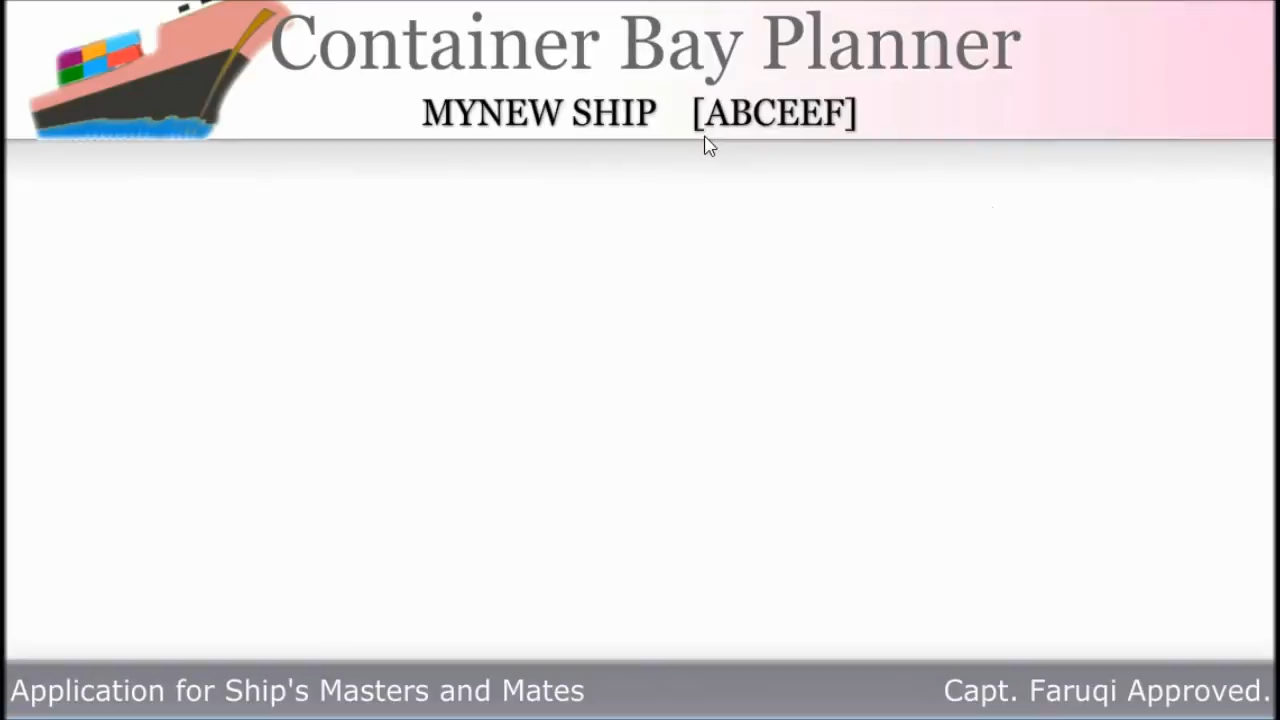 Container Bay Planner
MYNEW SHIP [ABCEEF]
Application for Ship's Masters and Mates
Capt. Faruqi Approved.